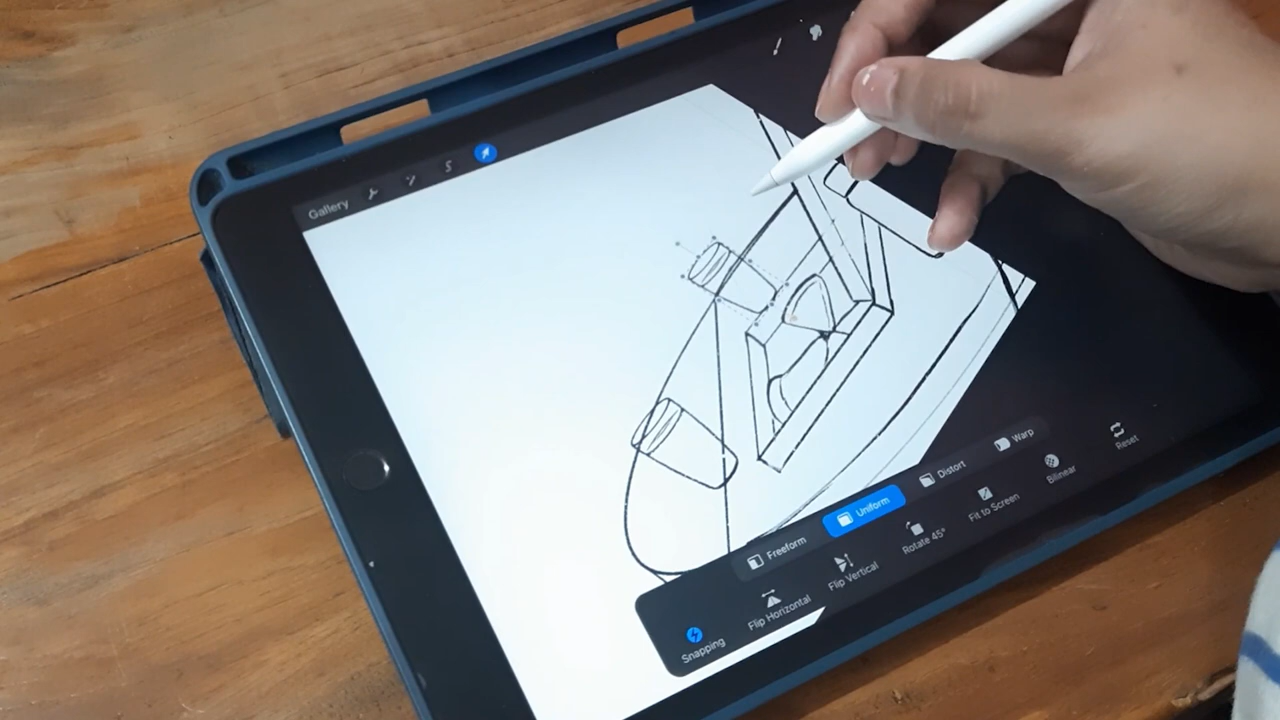 Gallery
Freeform
Uniform
Distort
Warp
Snapping
Flip Horizontal
Flip Vertical
Rotate 45°
Fit to Screen
Bilinear
Reset